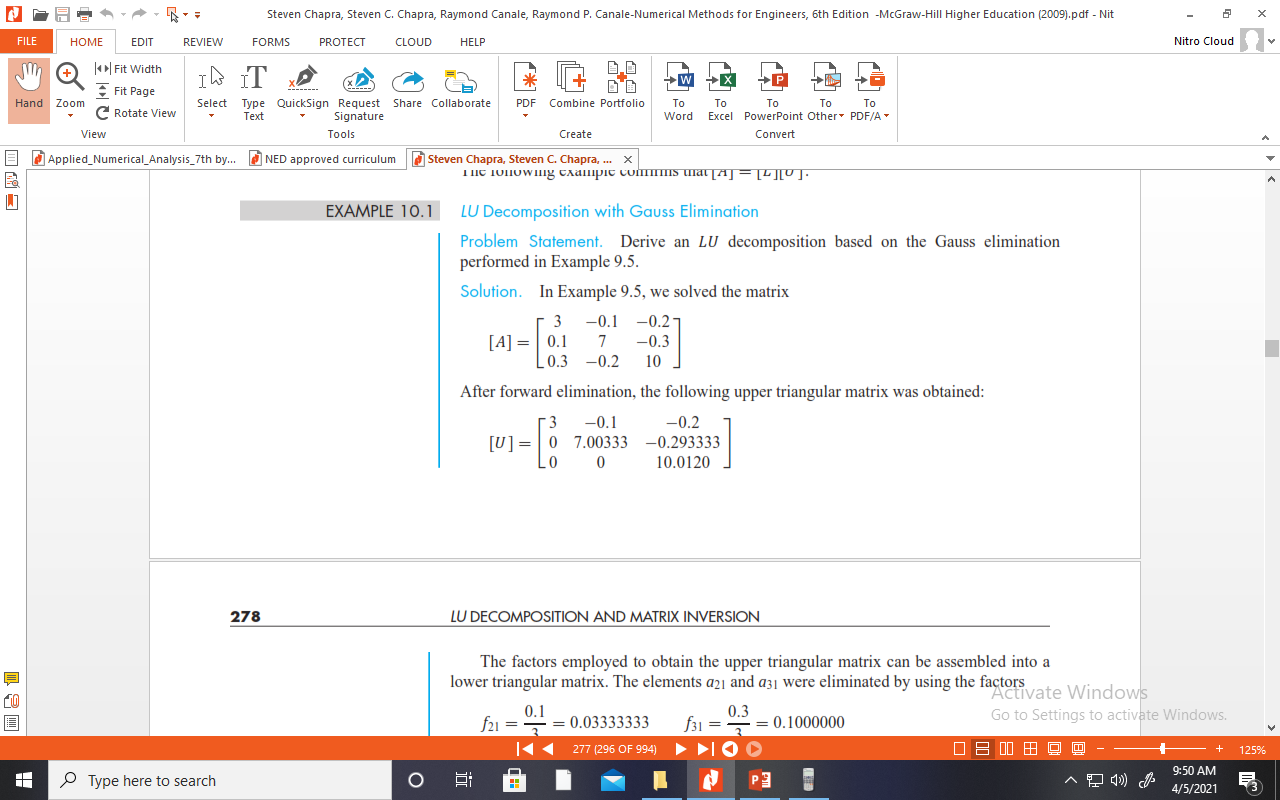 Steven Chapra, Steven C. Chapra, Raymond Canale, Raymond P. Canale-Numerical Methods for Engineers, 6th Edition -McGraw-Hill Higher Education (2009).pdf - Nit
FILE HOME EDIT REVIEW FORMS PROTECT CLOUD HELP Nitro Cloud
Hand Zoom Fit Width Fit Page Rotate View
Select Type Text QuickSign Request Signature Share Collaborate
PDF Combine Portfolio
To Word To Excel To PowerPoint To Other To PDF/A
View Tools Create Convert
Applied_Numerical_Analysis_7th by... NED approved curriculum Steven Chapra, Steven C. Chapra, ...
The following example confirms that [A] = [L][U].
EXAMPLE 10.1 LU Decomposition with Gauss Elimination
Problem Statement. Derive an LU decomposition based on the Gauss elimination
performed in Example 9.5.
Solution. In Example 9.5, we solved the matrix
3 −0.1 −0.2
[A] = 0.1 7 −0.3
0.3 −0.2 10
After forward elimination, the following upper triangular matrix was obtained:
3 −0.1 −0.2
[U] = 0 7.00333 −0.293333
0 0 10.0120
278 LU DECOMPOSITION AND MATRIX INVERSION
The factors employed to obtain the upper triangular matrix can be assembled into a
lower triangular matrix. The elements a21 and a31 were eliminated by using the factors
f21 = 0.1/3 = 0.03333333 f31 = 0.3/3 = 0.1000000
Activate Windows
Go to Settings to activate Windows.
277 (296 OF 994) 125%
Type here to search
9:50 AM
4/5/2021
3